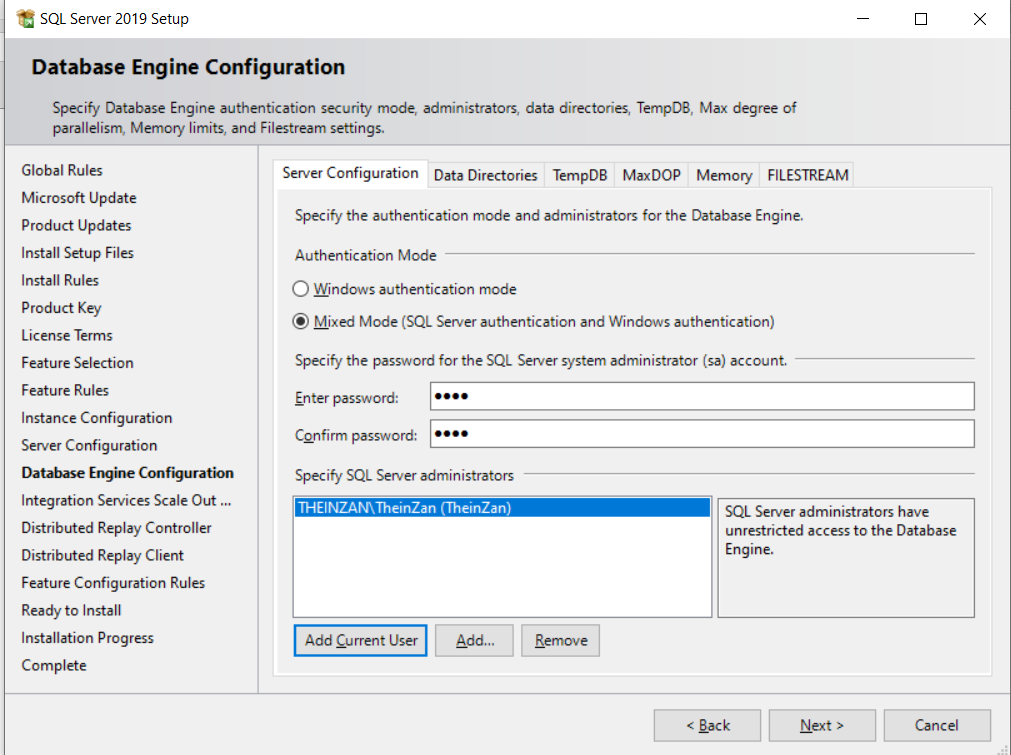 SQL Server 2019 Setup
Database Engine Configuration
Specify Database Engine authentication security mode, administrators, data directories, TempDB, Max degree of
parallelism, Memory limits, and Filestream settings.
Global Rules
Microsoft Update
Product Updates
Install Setup Files
Install Rules
Product Key
License Terms
Feature Selection
Feature Rules
Instance Configuration
Server Configuration
Database Engine Configuration
Integration Services Scale Out ...
Distributed Replay Controller
Distributed Replay Client
Feature Configuration Rules
Ready to Install
Installation Progress
Complete
Server Configuration Data Directories TempDB MaxDOP Memory FILESTREAM
Specify the authentication mode and administrators for the Database Engine.
Authentication Mode
Windows authentication mode
Mixed Mode (SQL Server authentication and Windows authentication)
Specify the password for the SQL Server system administrator (sa) account.
Enter password: ●●●●
Confirm password: ●●●●
Specify SQL Server administrators
THEINZAN\TheinZan (TheinZan)
SQL Server administrators have
unrestricted access to the Database
Engine.
Add Current User Add... Remove
< Back Next > Cancel